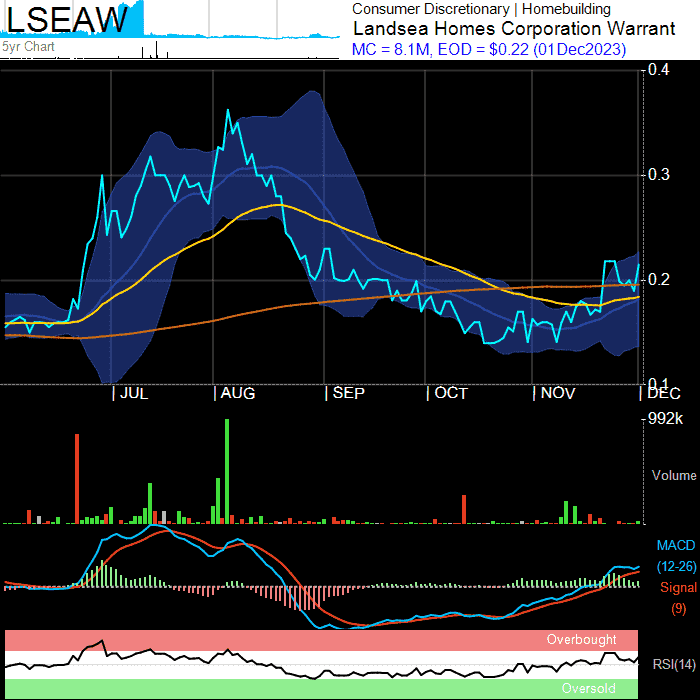 LSEAW
5yr Chart
Consumer Discretionary | Homebuilding
Landsea Homes Corporation Warrant
MC = 8.1M, EOD = $0.22 (01Dec2023)
0.4
0.3
0.2
0.1
JUL
AUG
SEP
OCT
NOV
DEC
992k
Volume
MACD
(12-26)
Signal
(9)
Overbought
RSI(14)
Oversold